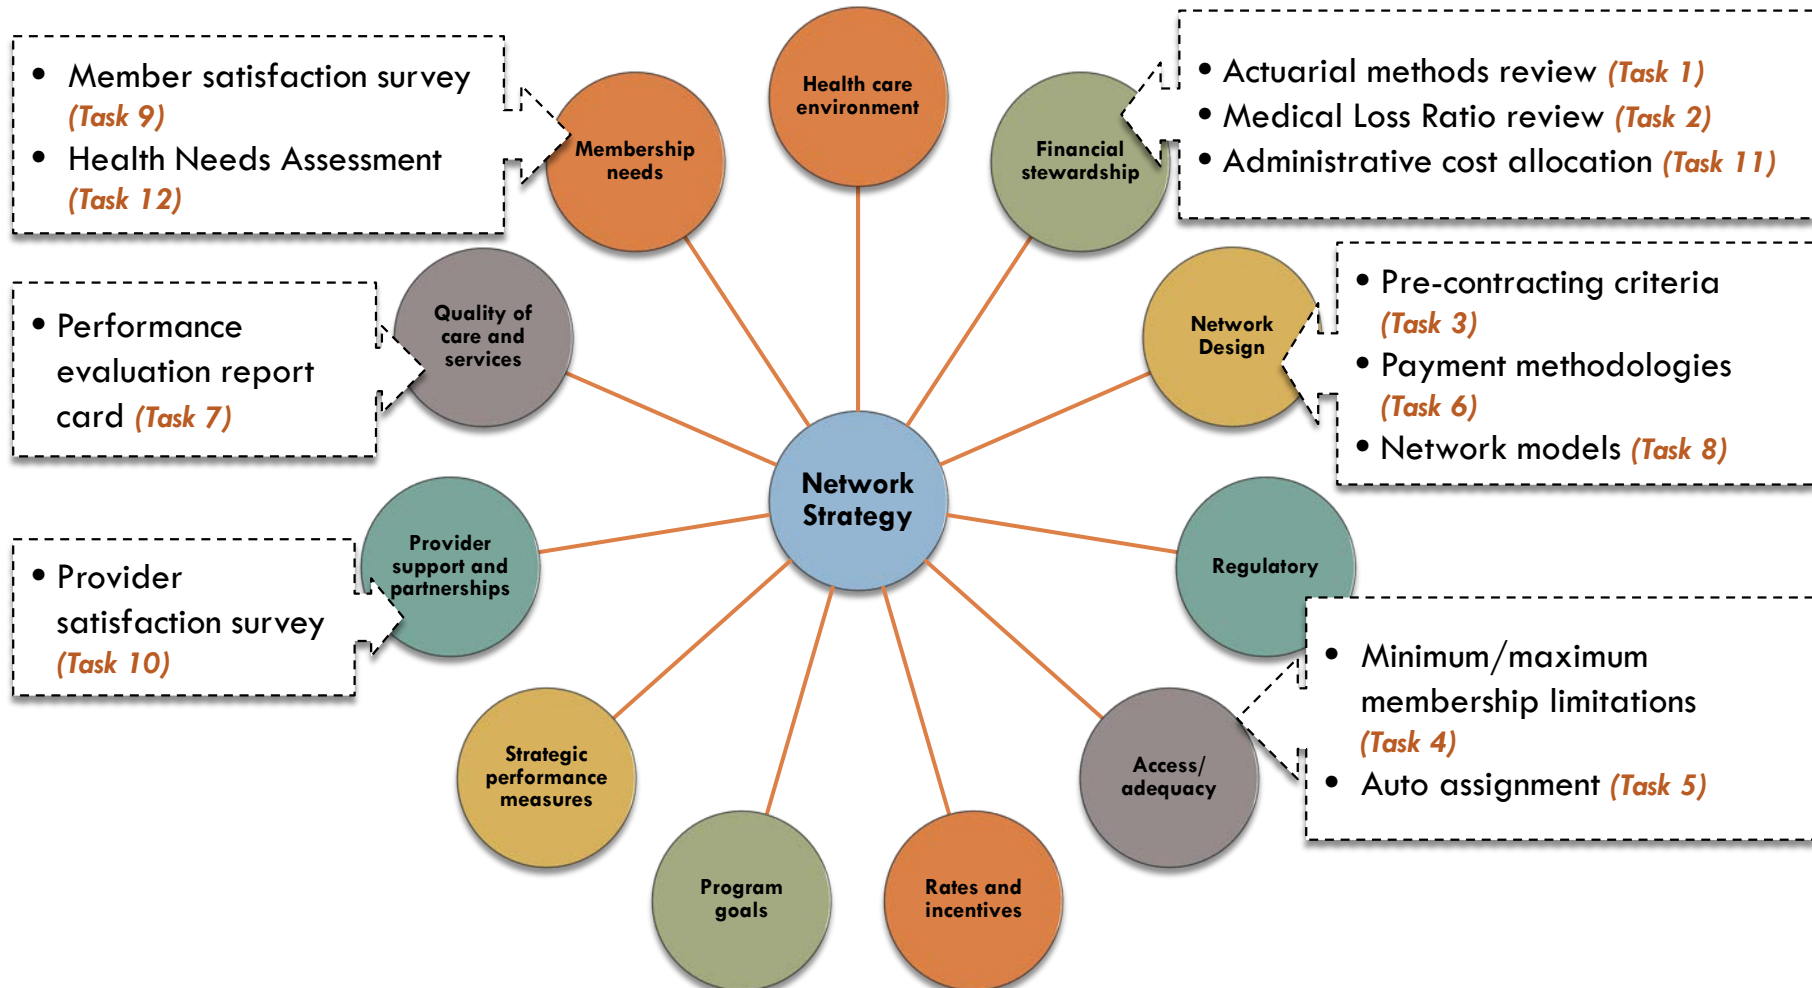 • Member satisfaction survey
(Task 9)
• Health Needs Assessment
(Task 12)
Membership
needs
Health care
environment
Financial
stewardship
• Actuarial methods review (Task 1)
• Medical Loss Ratio review (Task 2)
• Administrative cost allocation (Task 11)
• Performance
evaluation report
card (Task 7)
Quality of
care and
services
Network
Design
• Pre-contracting criteria
(Task 3)
• Payment methodologies
(Task 6)
• Network models (Task 8)
Network
Strategy
• Provider
satisfaction survey
(Task 10)
Provider
support and
partnerships
Regulatory
• Minimum/maximum
membership limitations
(Task 4)
• Auto assignment (Task 5)
Strategic
performance
measures
Access/
adequacy
Program
goals
Rates and
incentives